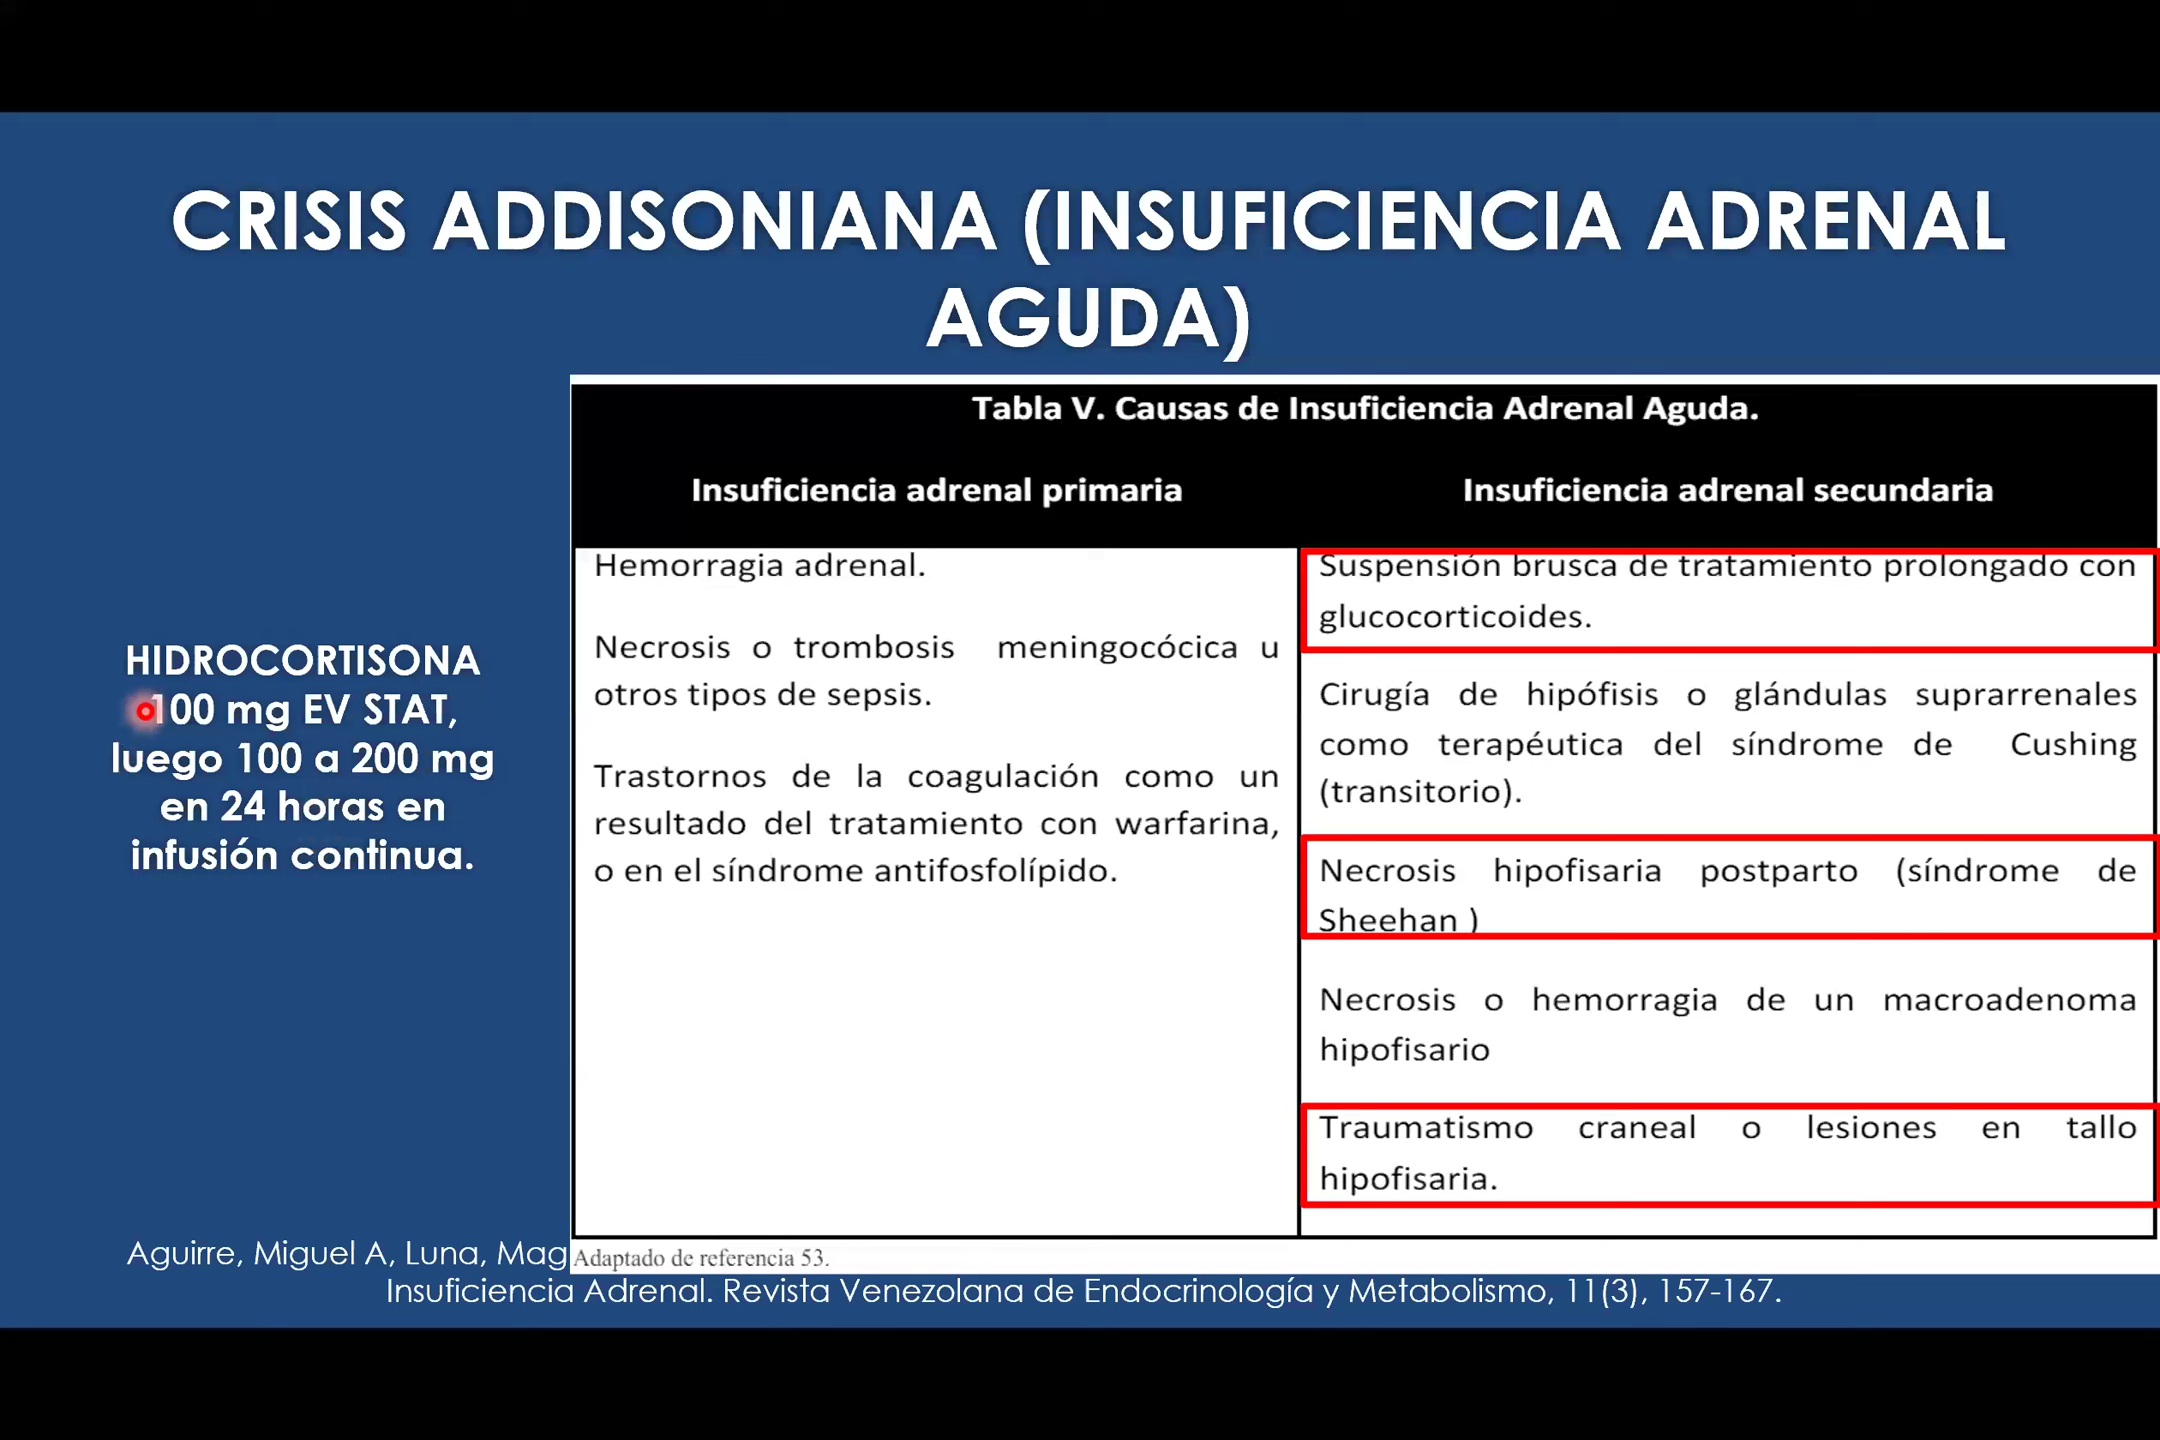 CRISIS ADDISONIANA (INSUFICIENCIA ADRENAL
AGUDA)
HIDROCORTISONA
100 mg EV STAT,
luego 100 a 200 mg
en 24 horas en
infusión continua.
Tabla V. Causas de Insuficiencia Adrenal Aguda.
Insuficiencia adrenal primaria
Hemorragia adrenal.
Necrosis o trombosis meningocócica u
otros tipos de sepsis.
Trastornos de la coagulación como un
resultado del tratamiento con warfarina,
o en el síndrome antifosfolípido.
Insuficiencia adrenal secundaria
Suspensión brusca de tratamiento prolongado con
glucocorticoides.
Cirugía de hipófisis o glándulas suprarrenales
como terapéutica del síndrome de Cushing
(transitorio).
Necrosis hipofisaria postparto (síndrome de
Sheehan )
Necrosis o hemorragia de un macroadenoma
hipofisario
Traumatismo craneal o lesiones en tallo
hipofisaria.
Adaptado de referencia 53.
Aguirre, Miguel A, Luna, Mag
Insuficiencia Adrenal. Revista Venezolana de Endocrinología y Metabolismo, 11(3), 157-167.